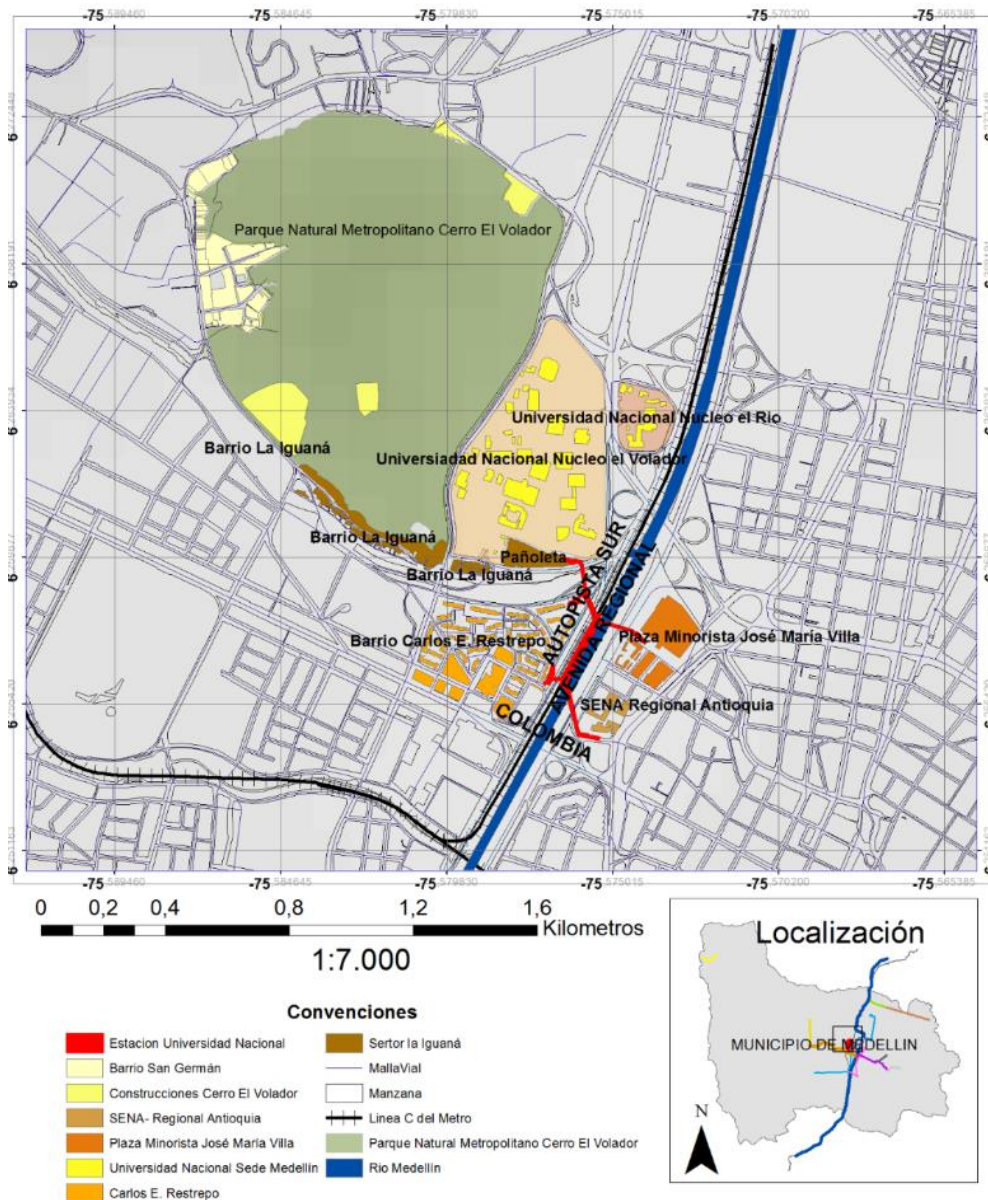 -75.589460 -75.584645 -75.579830 -75.575015 -75.570200 -75.565385
Parque Natural Metropolitano Cerro El Volador
Universidad Nacional Nucleo el Rio
Barrio La Iguaná
Universiadad Nacional Nucleo el Volador
Barrio La Iguaná
Pañoleta
Barrio La Iguaná
AUTOPISTA SUR
AVENIDA REGIONAL
Barrio Carlos E. Restrepo
Plaza Minorista José María Villa
SENA Regional Antioquia
COLOMBIA
-75.589460 -75.584645 -75.579830 -75.575015 -75.570200 -75.565385
0 0,2 0,4 0,8 1,2 1,6
Kilometros
1:7.000
Localización
MUNICIPIO DE MEDELLIN
N
Convenciones
Estacion Universidad Nacional
Barrio San Germán
Construcciones Cerro El Volador
SENA- Regional Antioquia
Plaza Minorista José María Villa
Universidad Nacional Sede Medellín
Carlos E. Restrepo
Sertor la Iguaná
MallaVial
Manzana
Linea C del Metro
Parque Natural Metropolitano Cerro El Volador
Rio Medellín